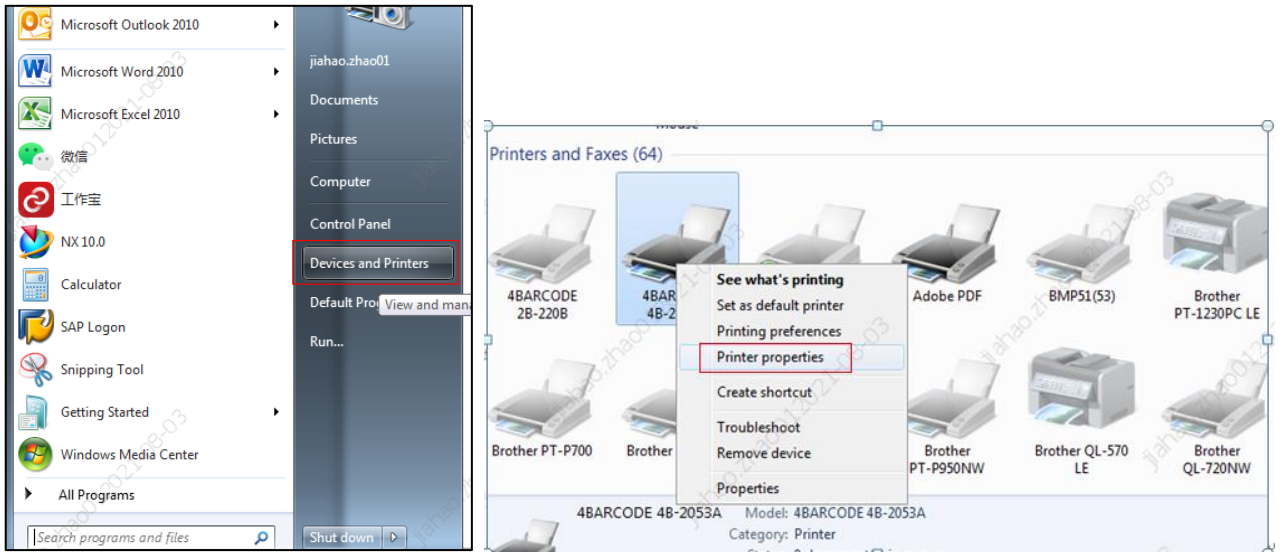 Microsoft Outlook 2010
Microsoft Word 2010
Microsoft Excel 2010
微信
工作宝
NX 10.0
Calculator
SAP Logon
Snipping Tool
Getting Started
Windows Media Center
All Programs
Search programs and files
jiahao.zhao01
Documents
Pictures
Computer
Control Panel
Devices and Printers
Default
View and
Run...
Shut down
Printers and Faxes (64)
4BARCODE
2B-220B
Adobe PDF
BMP51(53)
Brother
PT-1230PC LE
See what's printing
Set as default printer
Printing preferences
Printer properties
Create shortcut
Troubleshoot
Remove device
Properties
Brother PT-P700
Brother
Brother
PT-P950NW
Brother QL-570
LE
Brother
QL-720NW
4BARCODE 4B-2053A
Model: 4BARCODE 4B-2053A
Category: Printer